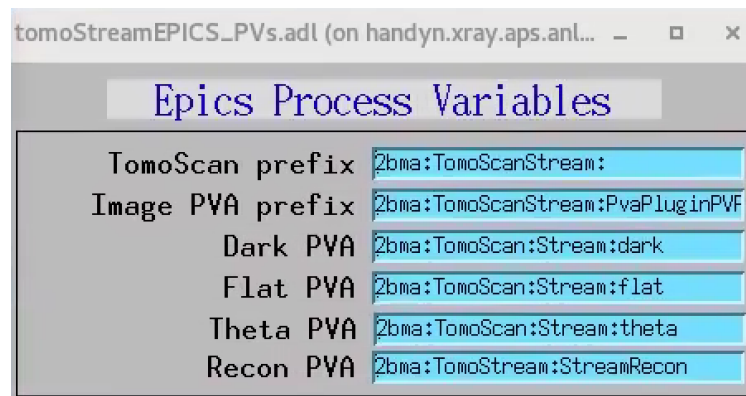 tomoStreamEPICS_PVs.adl (on handyn.xray.aps.anl...
Epics Process Variables
TomoScan prefix 2bma:TomoScanStream:
Image PVA prefix 2bma:TomoScanStream:PvaPluginPVF
Dark PVA 2bma:TomoScan:Stream:dark
Flat PVA 2bma:TomoScan:Stream:flat
Theta PVA 2bma:TomoScan:Stream:theta
Recon PVA 2bma:TomoStream:StreamRecon